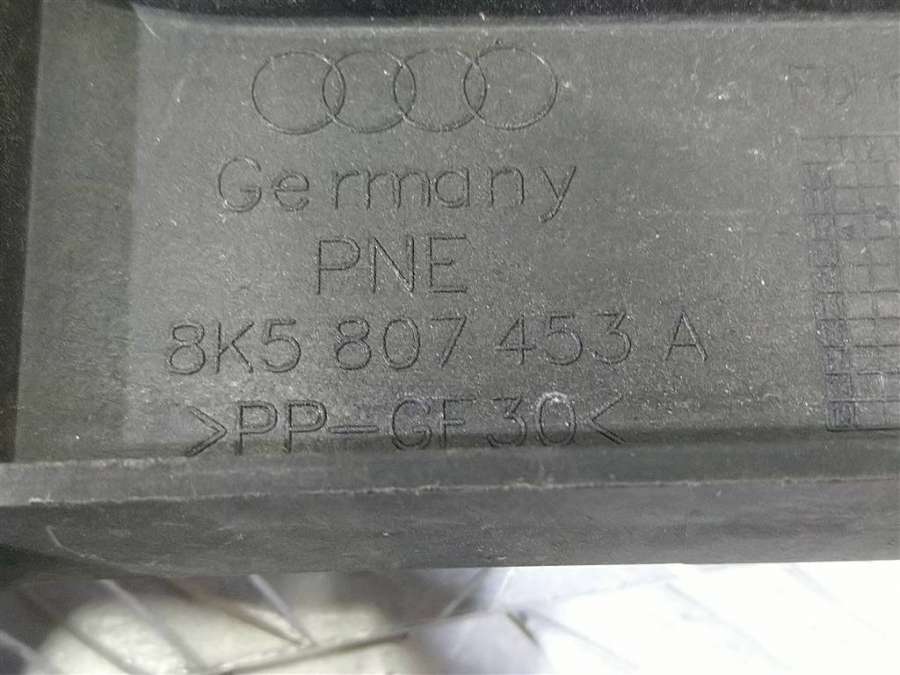 Germany
PNE
8K5 807 453 A
>PP-GF30<